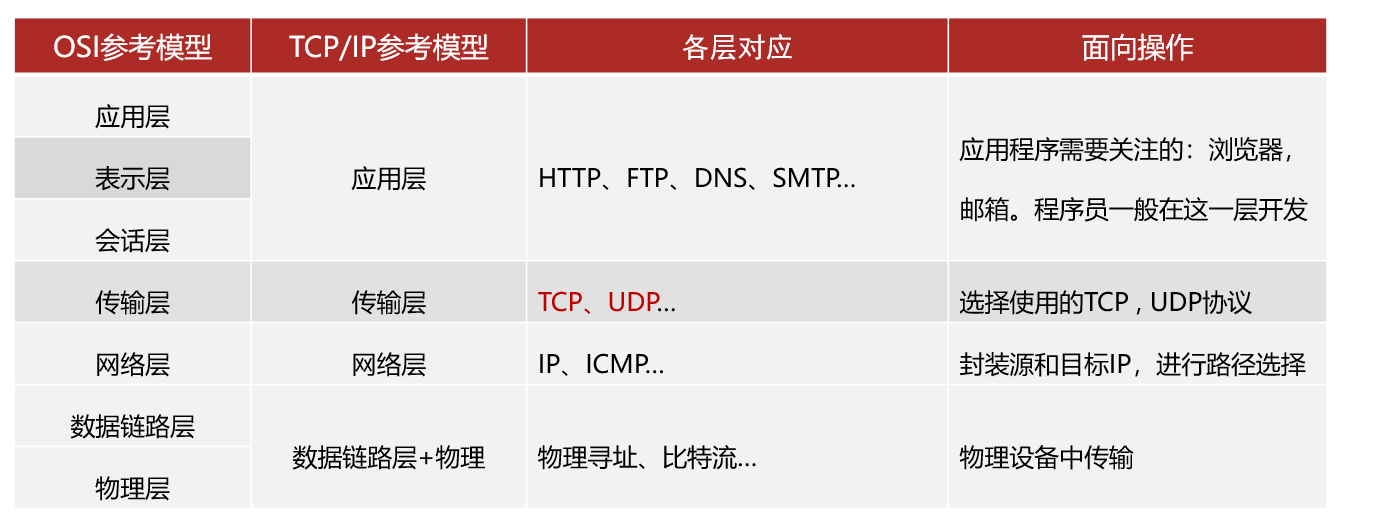 OSI参考模型 TCP/IP参考模型 各层对应 面向操作
应用层
表示层
会话层
应用层
HTTP、FTP、DNS、SMTP...
应用程序需要关注的：浏览器，
邮箱。程序员一般在这一层开发
传输层 传输层 TCP、UDP... 选择使用的TCP , UDP协议
网络层 网络层 IP、ICMP... 封装源和目标IP，进行路径选择
数据链路层
物理层
数据链路层+物理
物理寻址、比特流...
物理设备中传输